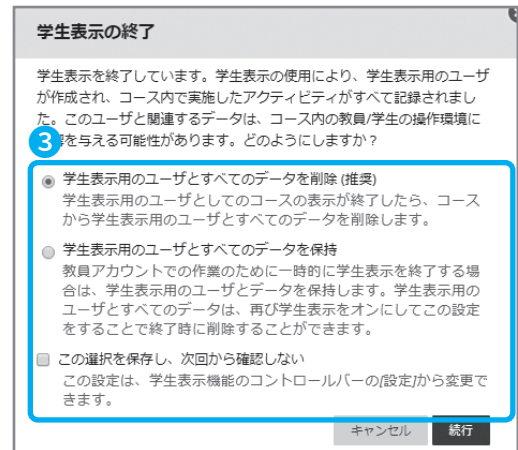 学生表示の終了
学生表示を終了しています。学生表示の使用により、学生表示用のユーザ
が作成され、コース内で実施したアクティビティがすべて記録されまし
た。このユーザと関連するデータは、コース内の教員/学生の操作環境に
3
を与える可能性があります。どのようにしますか？
学生表示用のユーザとすべてのデータを削除 (推奨)
学生表示用のユーザとしてのコースの表示が終了したら、コース
から学生表示用のユーザとすべてのデータを削除します。
学生表示用のユーザとすべてのデータを保持
教員アカウントでの作業のために一時的に学生表示を終了する場
合は、学生表示用のユーザとデータを保持します。学生表示用の
ユーザとすべてのデータは、再び学生表示をオンにしてこの設定
をすることで終了時に削除することができます。
この選択を保存し、次回から確認しない
この設定は、学生表示機能のコントロールバーの[設定]から変更で
きます。
キャンセル
続行